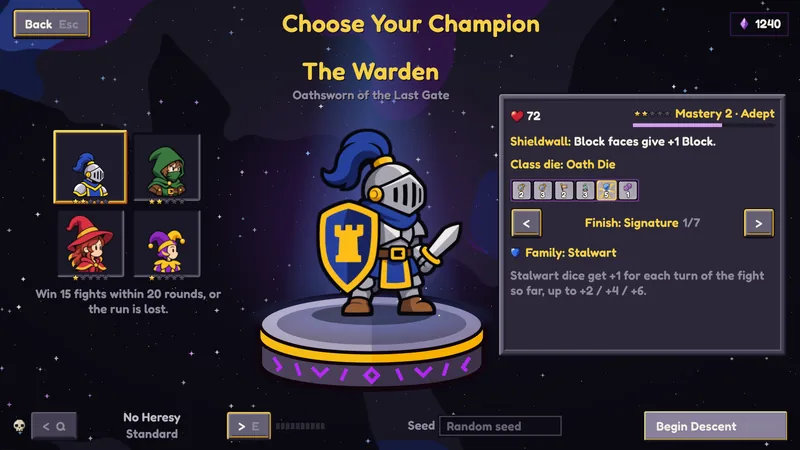 Back Esc
Choose Your Champion
1240
The Warden
Oathsworn of the Last Gate
72
Mastery 2 · Adept
Shieldwall: Block faces give +1 Block.
Class die: Oath Die
2 3 2 3 5 1
< Finish: Signature 1/7 >
Family: Stalwart
Stalwart dice get +1 for each turn of the fight
so far, up to +2 / +4 / +6.
Win 15 fights within 20 rounds, or
the run is lost.
< Q
No Heresy
Standard
> E
Seed Random seed
Begin Descent